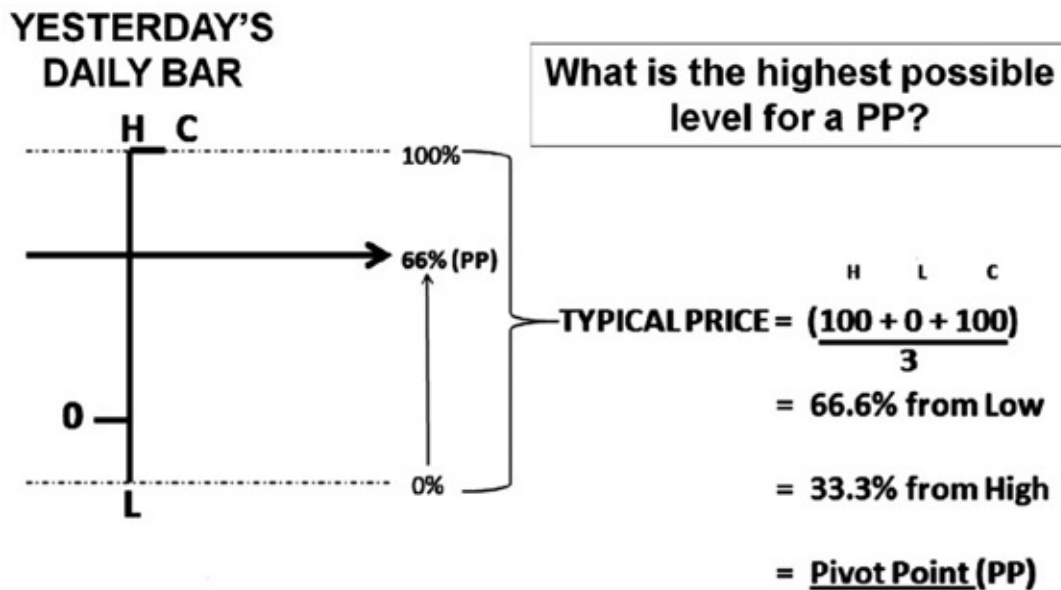 YESTERDAY'S
DAILY BAR
What is the highest possible
level for a PP?
H C
100%
66% (PP)
H L C
TYPICAL PRICE = (100 + 0 + 100)
3
O
= 66.6% from Low
0%
= 33.3% from High
L
= Pivot Point (PP)